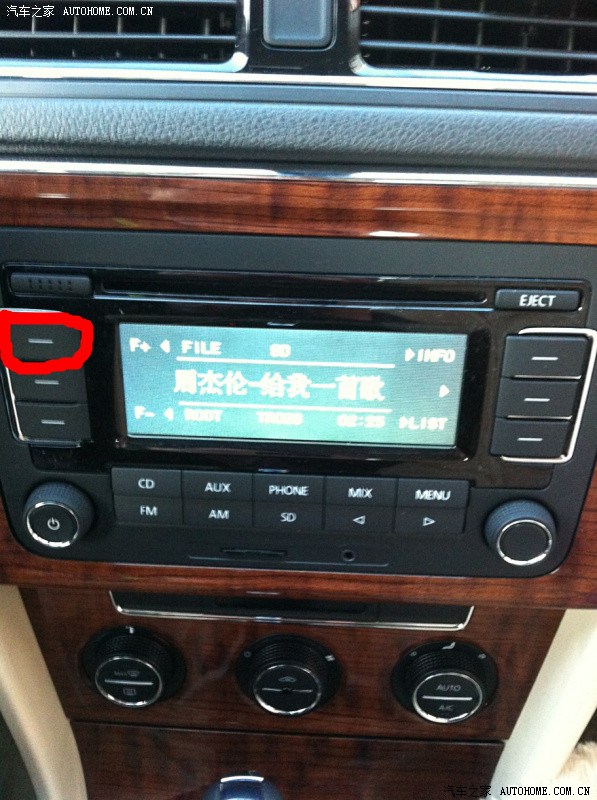 汽车之家 AUTOHOME.COM.CN
EJECT
F+ FILE SD INFO
周杰伦-给我一首歌
F- ROOT 02:25 LIST
CD AUX PHONE MIX MENU
FM AM SD
AUTO
A/C
汽车之家 AUTOHOME.COM.CN